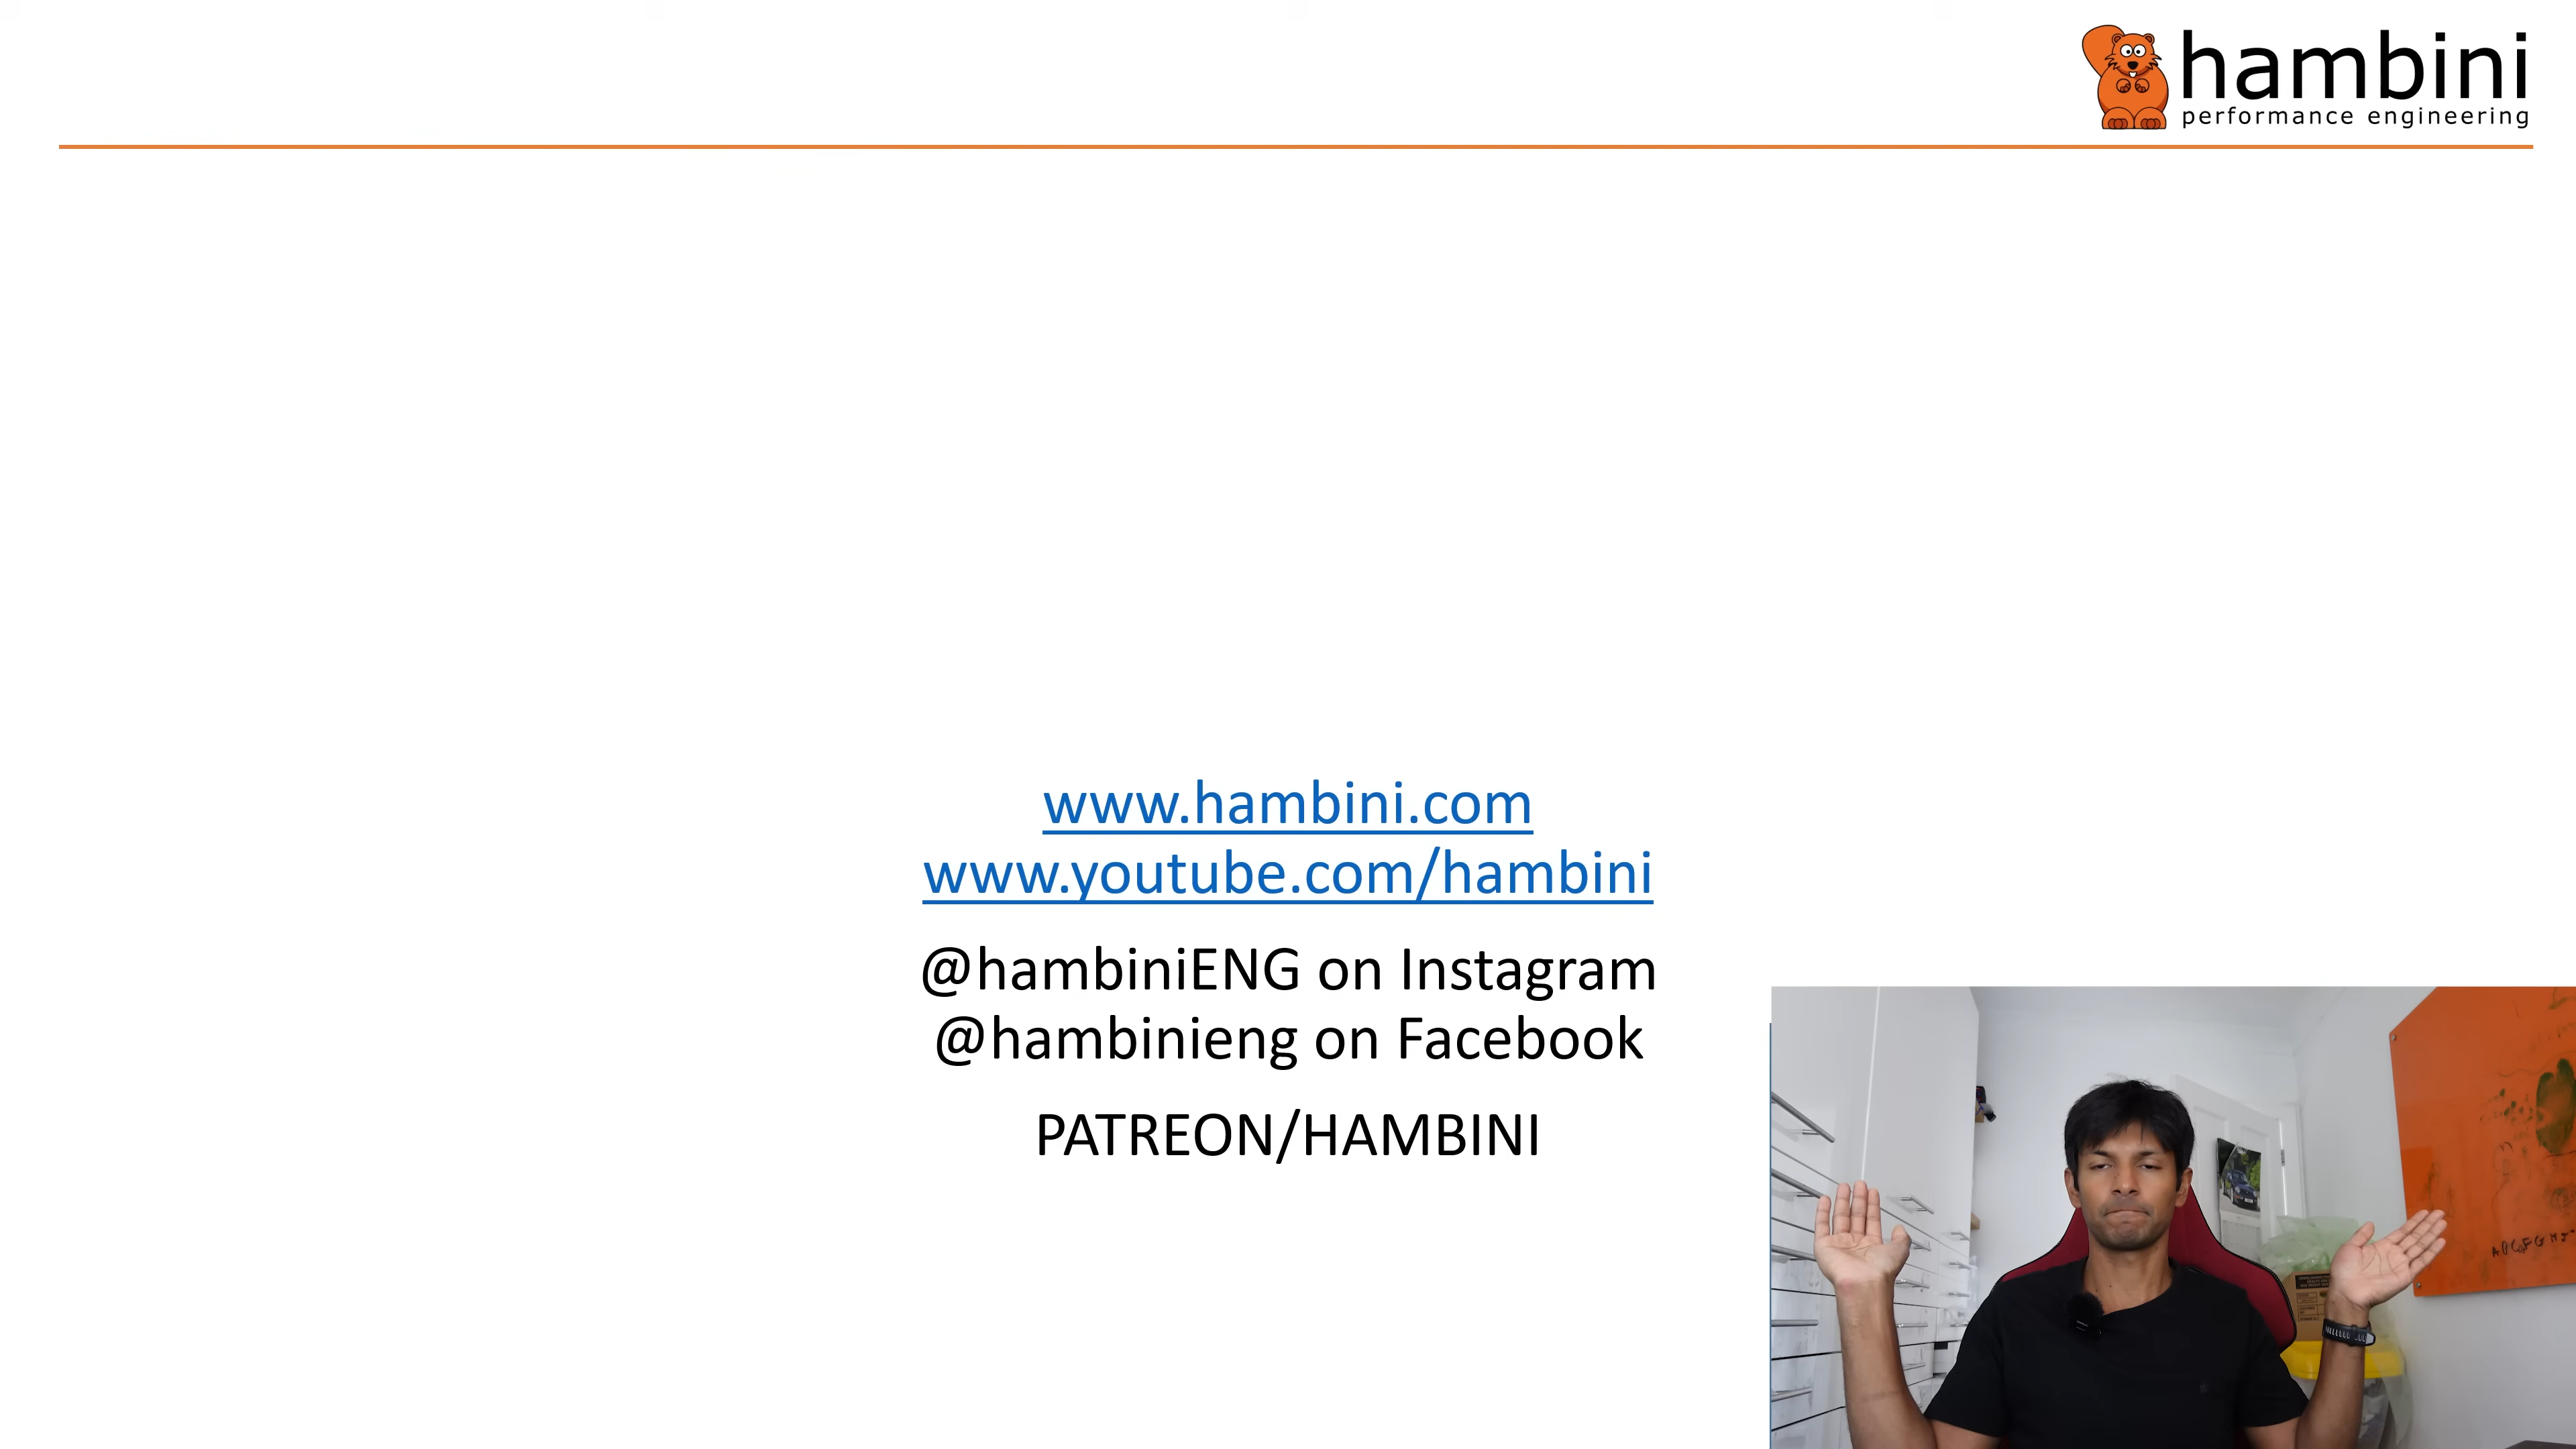 hambini
performance engineering
www.hambini.com
www.youtube.com/hambini
@hambiniENG on Instagram
@hambinieng on Facebook
PATREON/HAMBINI